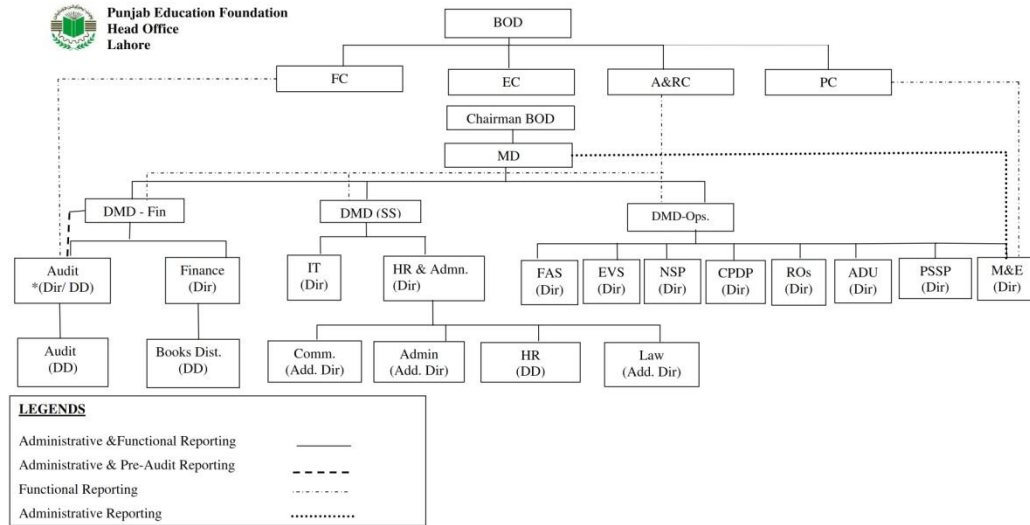 Punjab Education Foundation
Head Office
Lahore
BOD
FC
EC
A&RC
PC
Chairman BOD
MD
DMD - Fin
DMD (SS)
DMD-Ops.
Audit
*(Dir/ DD)
Finance
(Dir)
IT
(Dir)
HR & Admn.
(Dir)
FAS
(Dir)
EVS
(Dir)
NSP
(Dir)
CPDP
(Dir)
ROs
(Dir)
ADU
(Dir)
PSSP
(Dir)
M&E
(Dir)
Audit
(DD)
Books Dist.
(DD)
Comm.
(Add. Dir)
Admin
(Add. Dir)
HR
(DD)
Law
(Add. Dir)
LEGENDS
Administrative &Functional Reporting
Administrative & Pre-Audit Reporting
Functional Reporting
Administrative Reporting